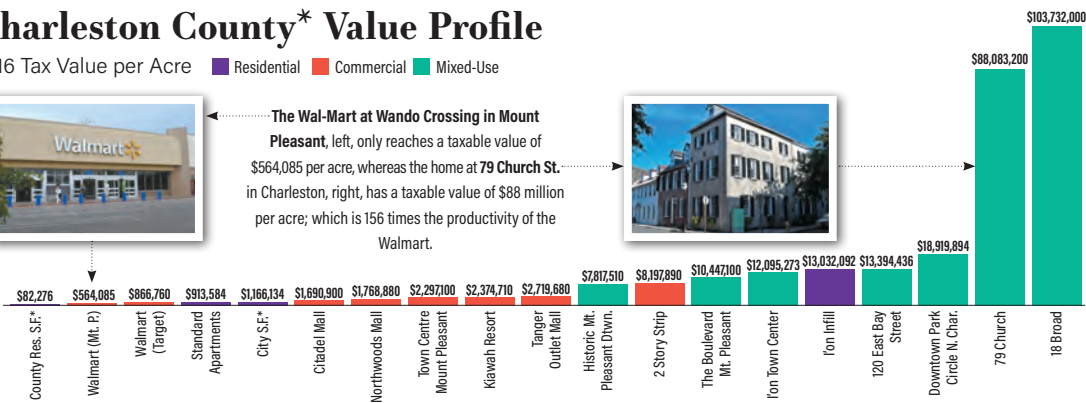 harleston County* Value Profile
16 Tax Value per Acre Residential Commercial Mixed-Use
The Wal-Mart at Wando Crossing in Mount
Pleasant, left, only reaches a taxable value of
$564,085 per acre, whereas the home at 79 Church St.
in Charleston, right, has a taxable value of $88 million
per acre; which is 156 times the productivity of the
Walmart.
Walmart
$82,276
$564,085
$866,760
$913,584
$1,166,134
$1,690,900
$1,768,880
$2,297,100
$2,374,710
$2,719,680
$7,817,510
$8,197,890
$10,447,100
$12,095,273
$13,032,092
$13,394,436
$18,919,894
$88,083,200
$103,732,000
County Res. S.F.*
Walmart (Mt. P.)
Walmart
(Target)
Standard
Apartments
City S.F.*
Citadel Mall
Northwoods Mall
Town Centre
Mount Pleasant
Kiawah Resort
Tanger
Outlet Mall
Historic Mt.
Pleasant Dtwn.
2 Story Strip
The Boulevard
Mt. Pleasant
I'on Town Center
I'on Infill
120 East Bay
Street
Downtown Park
Circle N. Char.
79 Church
18 Broad